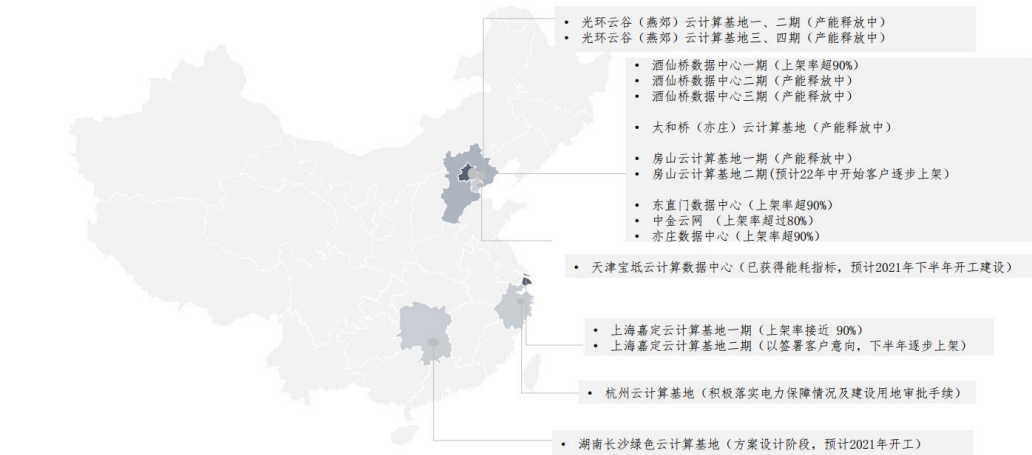 • 光环云谷（燕郊）云计算基地一、二期（产能释放中）
• 光环云谷（燕郊）云计算基地三、四期（产能释放中）
• 酒仙桥数据中心一期（上架率超90%）
• 酒仙桥数据中心二期（产能释放中）
• 酒仙桥数据中心三期（产能释放中）
• 太和桥（亦庄）云计算基地（产能释放中）
• 房山云计算基地一期（产能释放中）
• 房山云计算基地二期(预计22年中开始客户逐步上架）
• 东直门数据中心（上架率超90%）
• 中金云网 （上架率超过80%）
• 亦庄数据中心（上架率超90%）
• 天津宝坻云计算数据中心（已获得能耗指标，预计2021年下半年开工建设）
• 上海嘉定云计算基地一期（上架率接近 90%）
• 上海嘉定云计算基地二期（以签署客户意向，下半年逐步上架）
• 杭州云计算基地（积极落实电力保障情况及建设用地审批手续）
• 湖南长沙绿色云计算基地（方案设计阶段，预计2021年开工）